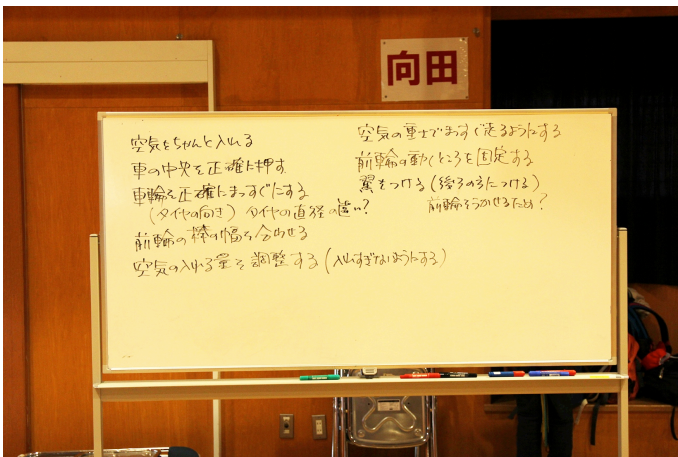 向田
空気をちゃんと入れる
車の中央を正確に押す
車輪を正確にまっすぐにする
(タイヤの向き) タイヤの直径の違い?
前輪の棒の幅を合わせる
空気の入れる量を調整する(入れすぎないようにする)
空気の重さでまっすぐ走るようにする
前輪の動くところを固定する
翼をつける(後ろのほうにつける)
前輪をうかせるため?